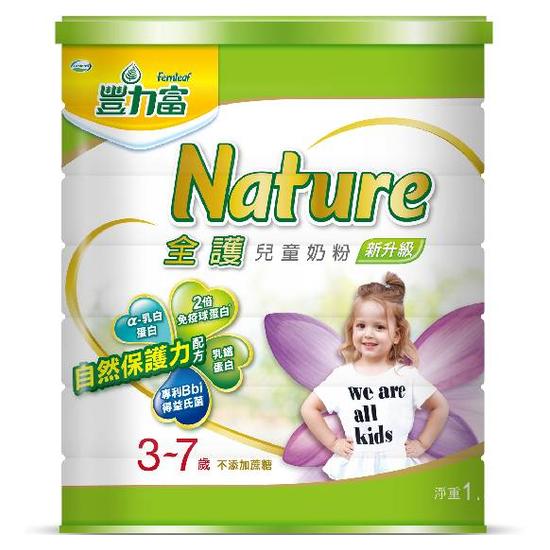 Fernleaf
豐力富
Nature
全護 兒童奶粉 新升級
α-乳白蛋白
2倍
免疫球蛋白
自然保護力配方
乳鐵蛋白
專利Bbi
得益氏菌
we are
all
kids
3~7歲 不添加蔗糖
淨重1.